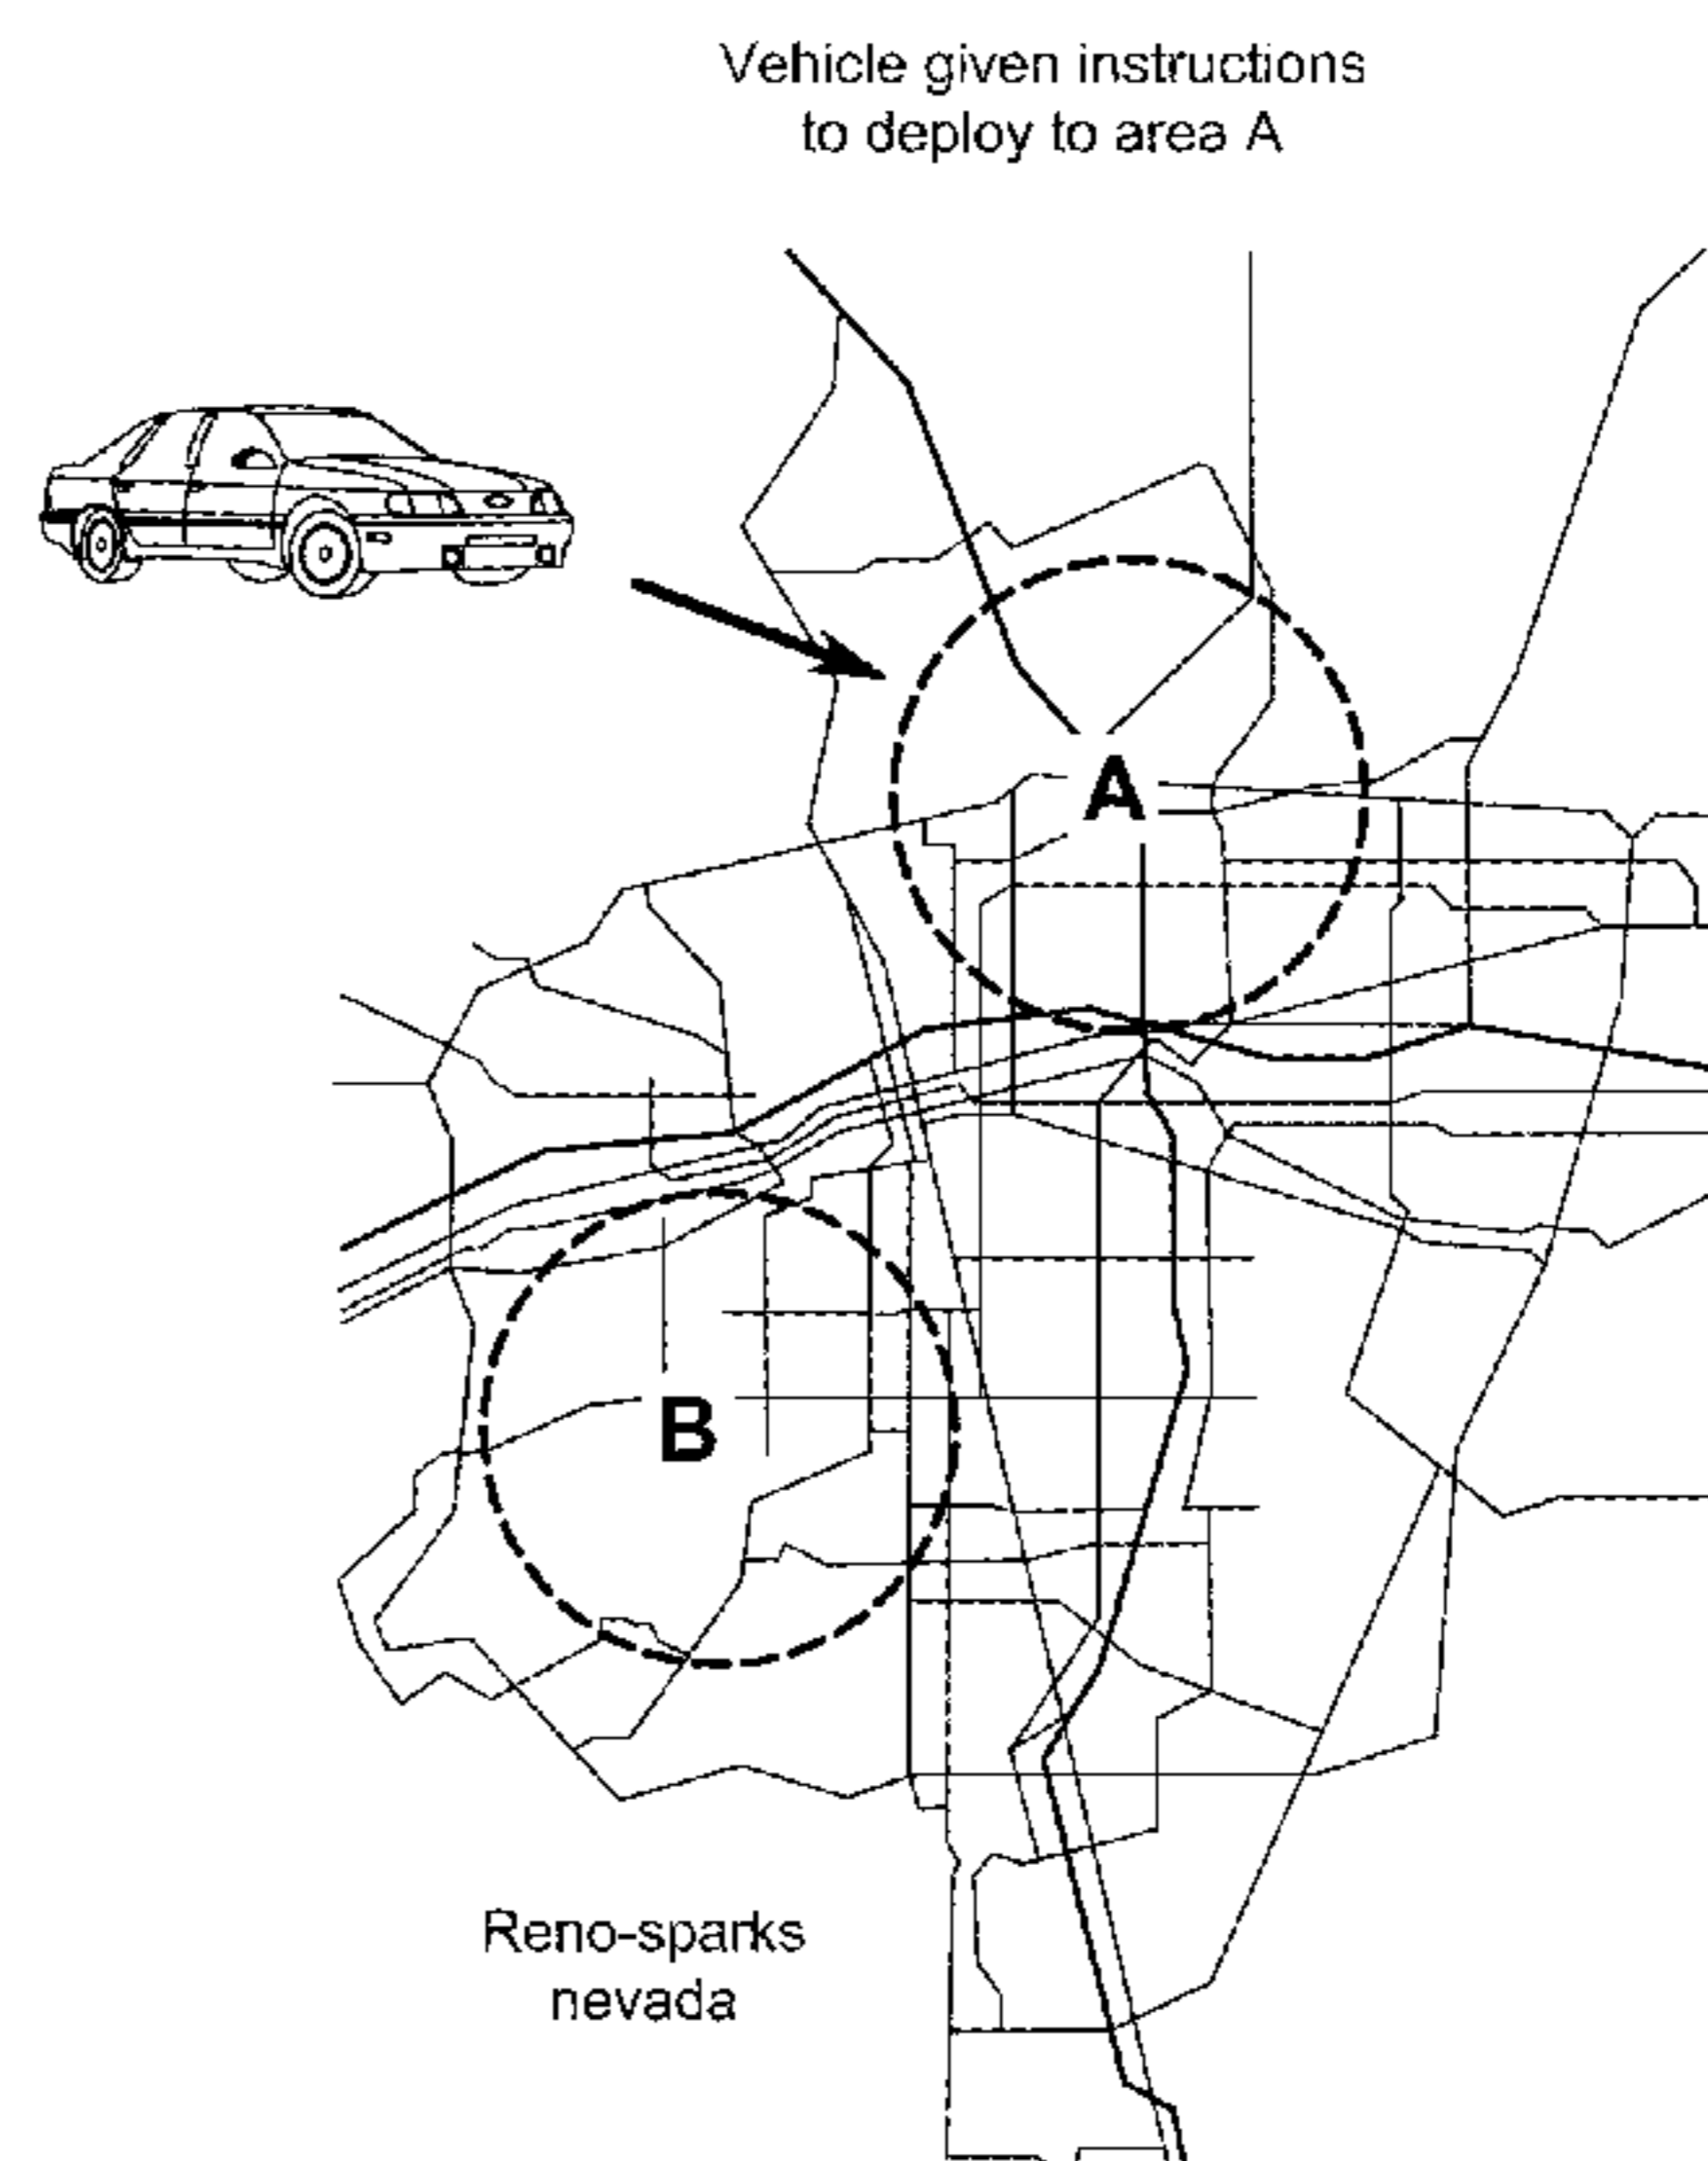 Vehicle given instructions
to deploy to area A
A
B
Reno-sparks
nevada